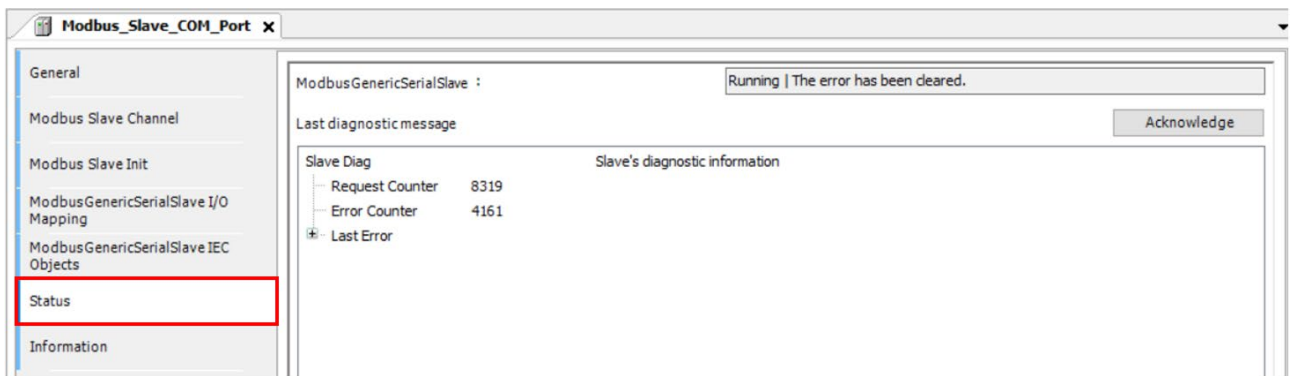 Modbus_Slave_COM_Port X
General
Modbus Slave Channel
Modbus Slave Init
ModbusGenericSerialSlave I/O
Mapping
ModbusGenericSerialSlave IEC
Objects
Status
Information
ModbusGenericSerialSlave : Running | The error has been cleared.
Last diagnostic message Acknowledge
Slave Diag Slave's diagnostic information
Request Counter 8319
Error Counter 4161
Last Error